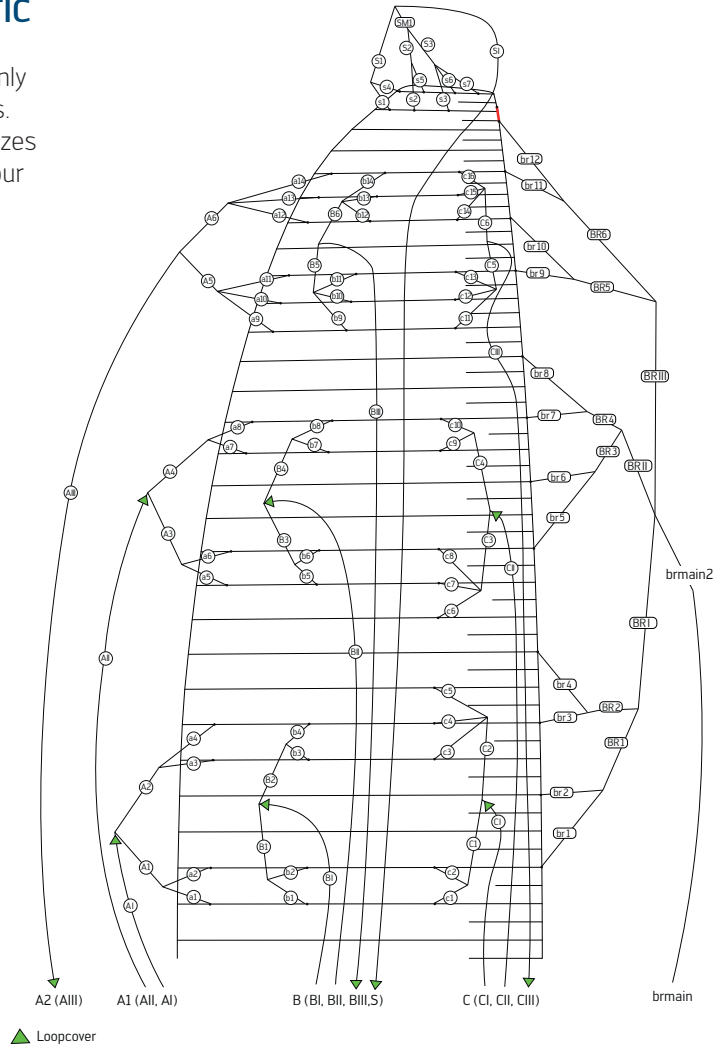 TIC
nly
s.
zes
our
SM1
S1
S2
S3
SI
s4
s5
s6
s7
s1
s2
s3
br12
br11
BR6
br10
br9
BR5
a14
a13
a12
A6
b14
b13
b12
B6
c16
c15
c14
C6
A5
a11
a10
a9
B5
b11
b10
b9
C5
c13
c12
c11
CIII
br8
br7
BR4
BRIII
BIII
a8
a7
A4
b8
b7
B4
c10
c9
C4
br6
BR3
BRII
br5
AIII
A3
a6
a5
B3
b6
b5
C3
c8
c7
c6
CII
brmain2
BRI
AII
BII
br4
br3
BR2
BR1
c5
c4
c3
C2
a4
a3
A2
b4
b3
B2
br2
br1
CI
A1
a2
a1
B1
b2
b1
BI
C1
c2
c1
AI
A2 (AIII)
A1 (AII, AI)
B (BI, BII, BIII,S)
C (CI, CII, CIII)
brmain
Loopcover